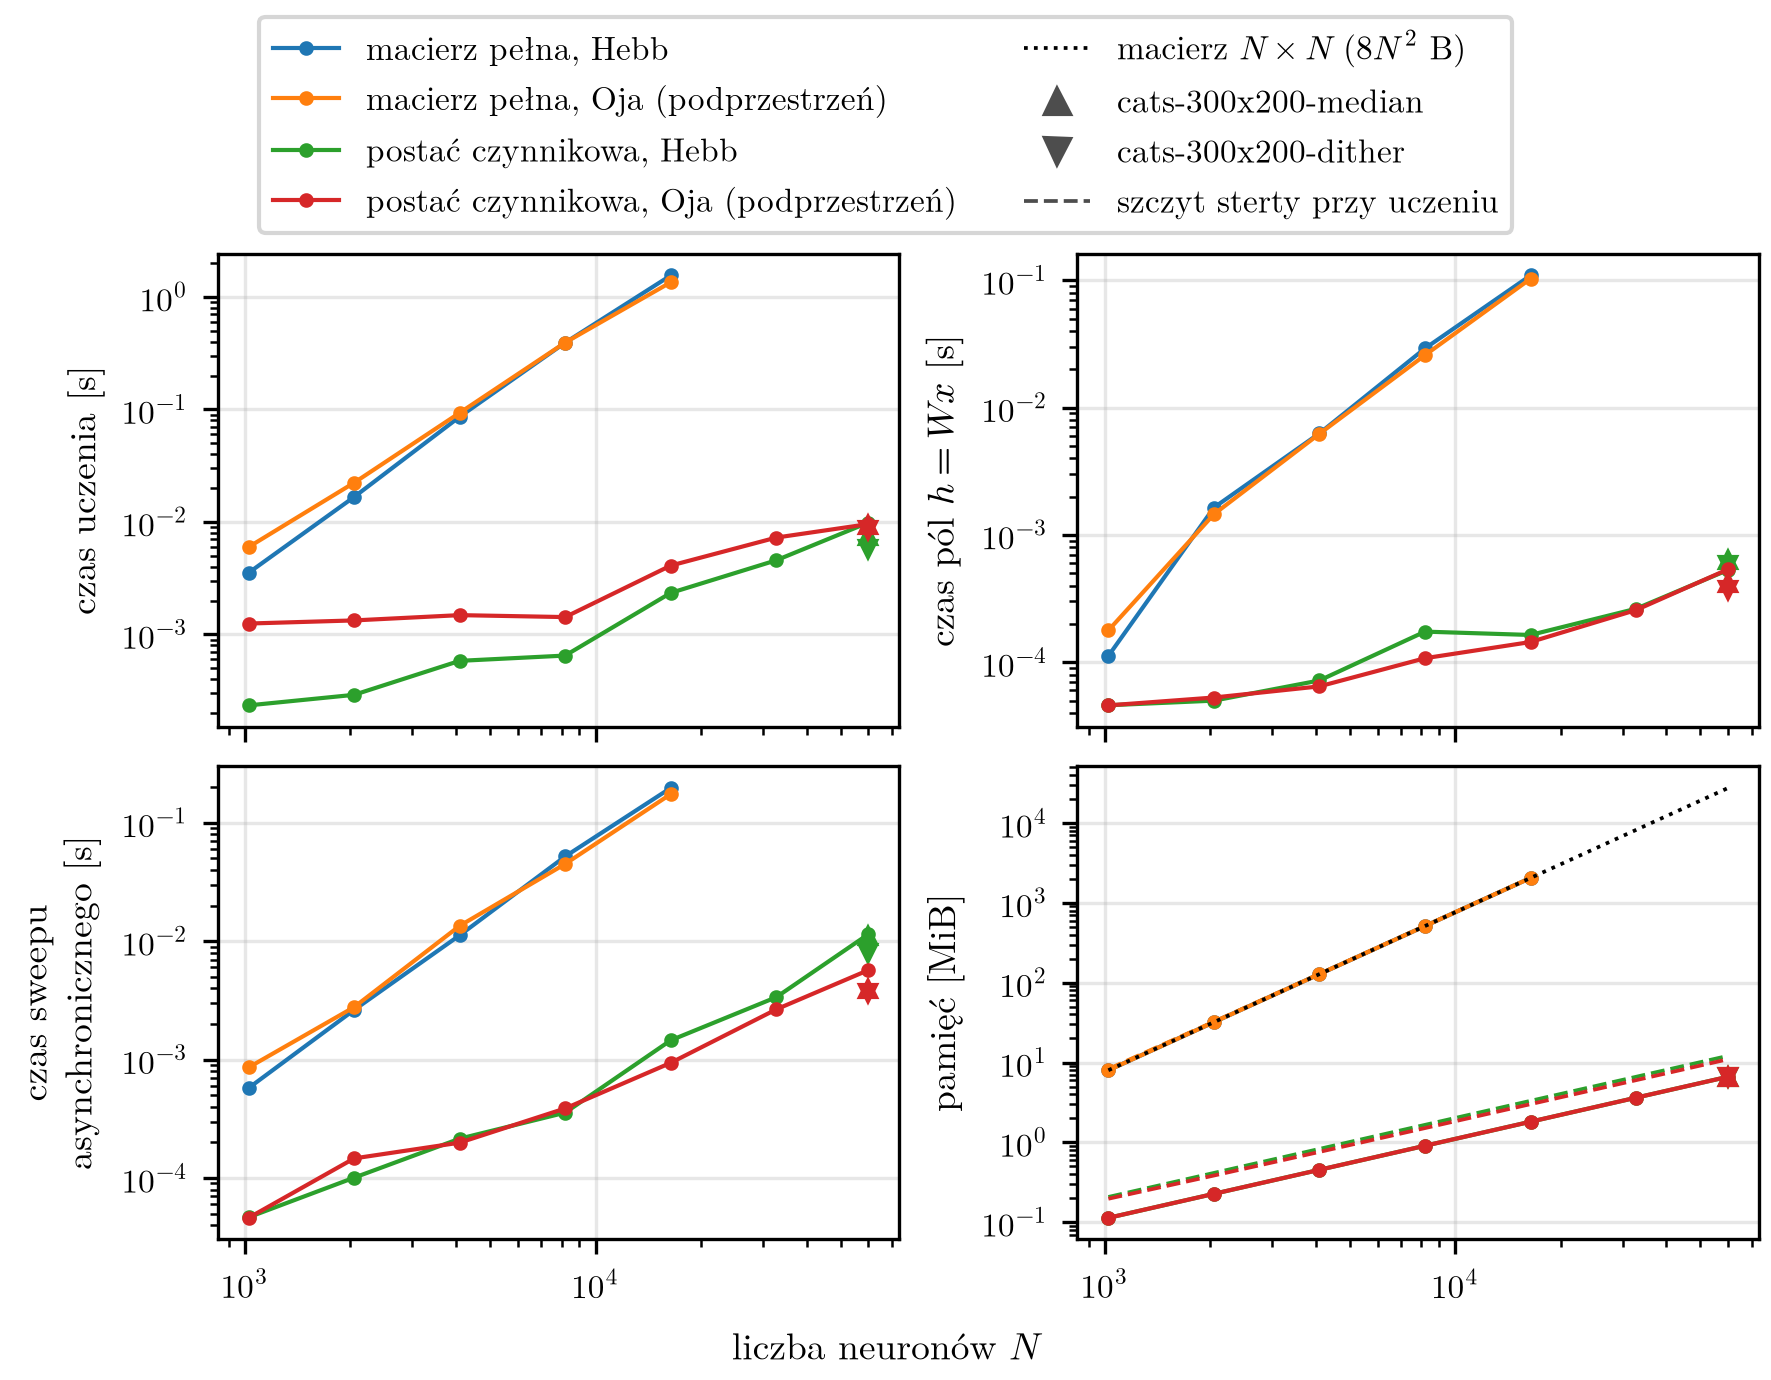 macierz pełna, Hebb
macierz pełna, Oja (podprzestrzeń)
postać czynnikowa, Hebb
postać czynnikowa, Oja (podprzestrzeń)
macierz N × N (8N² B)
cats-300x200-median
cats-300x200-dither
szczyt sterty przy uczeniu
czas uczenia [s]
10⁰
10⁻¹
10⁻²
10⁻³
czas pól h = Wx [s]
10⁻¹
10⁻²
10⁻³
10⁻⁴
czas sweepu
asynchronicznego [s]
10⁻¹
10⁻²
10⁻³
10⁻⁴
10³
10⁴
pamięć [MiB]
10⁴
10³
10²
10¹
10⁰
10⁻¹
10³
10⁴
liczba neuronów N